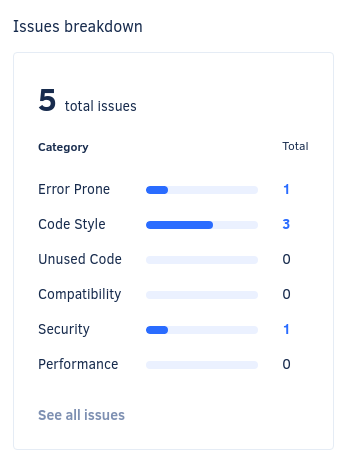 Issues breakdown
5 total issues
Category Total
Error Prone 1
Code Style 3
Unused Code 0
Compatibility 0
Security 1
Performance 0
See all issues